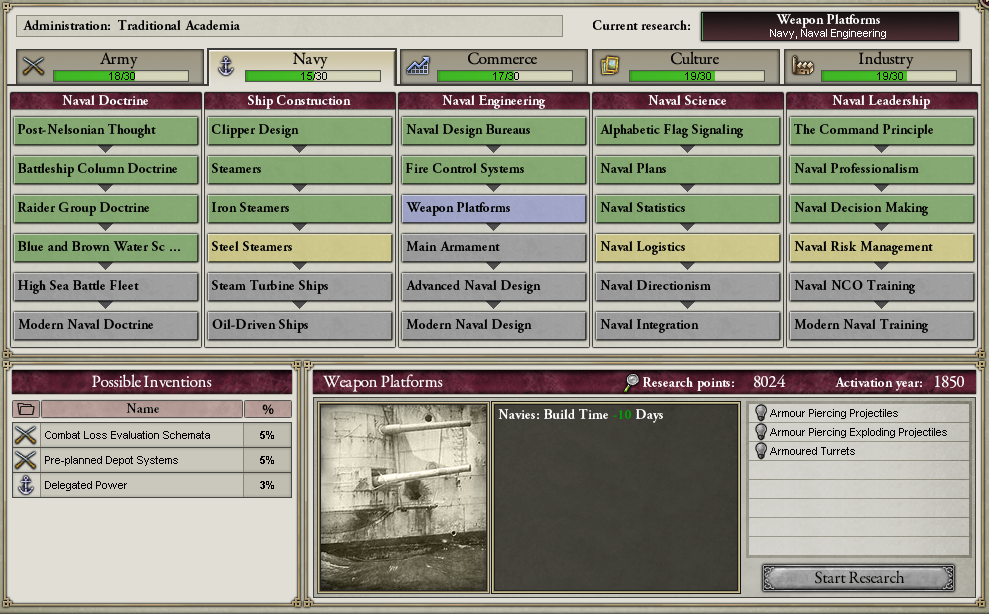 Administration: Traditional Academia
Current research:
Weapon Platforms
Navy, Naval Engineering
Army
18/30
Navy
15/30
Commerce
17/30
Culture
19/30
Industry
19/30
Naval Doctrine
Ship Construction
Naval Engineering
Naval Science
Naval Leadership
Post-Nelsonian Thought
Clipper Design
Naval Design Bureaus
Alphabetic Flag Signaling
The Command Principle
Battleship Column Doctrine
Steamers
Fire Control Systems
Naval Plans
Naval Professionalism
Raider Group Doctrine
Iron Steamers
Weapon Platforms
Naval Statistics
Naval Decision Making
Blue and Brown Water Sc ...
Steel Steamers
Main Armament
Naval Logistics
Naval Risk Management
High Sea Battle Fleet
Steam Turbine Ships
Advanced Naval Design
Naval Directionism
Naval NCO Training
Modern Naval Doctrine
Oil-Driven Ships
Modern Naval Design
Naval Integration
Modern Naval Training
Possible Inventions
Name
%
Combat Loss Evaluation Schemata
5%
Pre-planned Depot Systems
5%
Delegated Power
3%
Weapon Platforms
Research points: 8024
Activation year: 1850
Navies: Build Time -10 Days
Armour Piercing Projectiles
Armour Piercing Exploding Projectiles
Armoured Turrets
Start Research